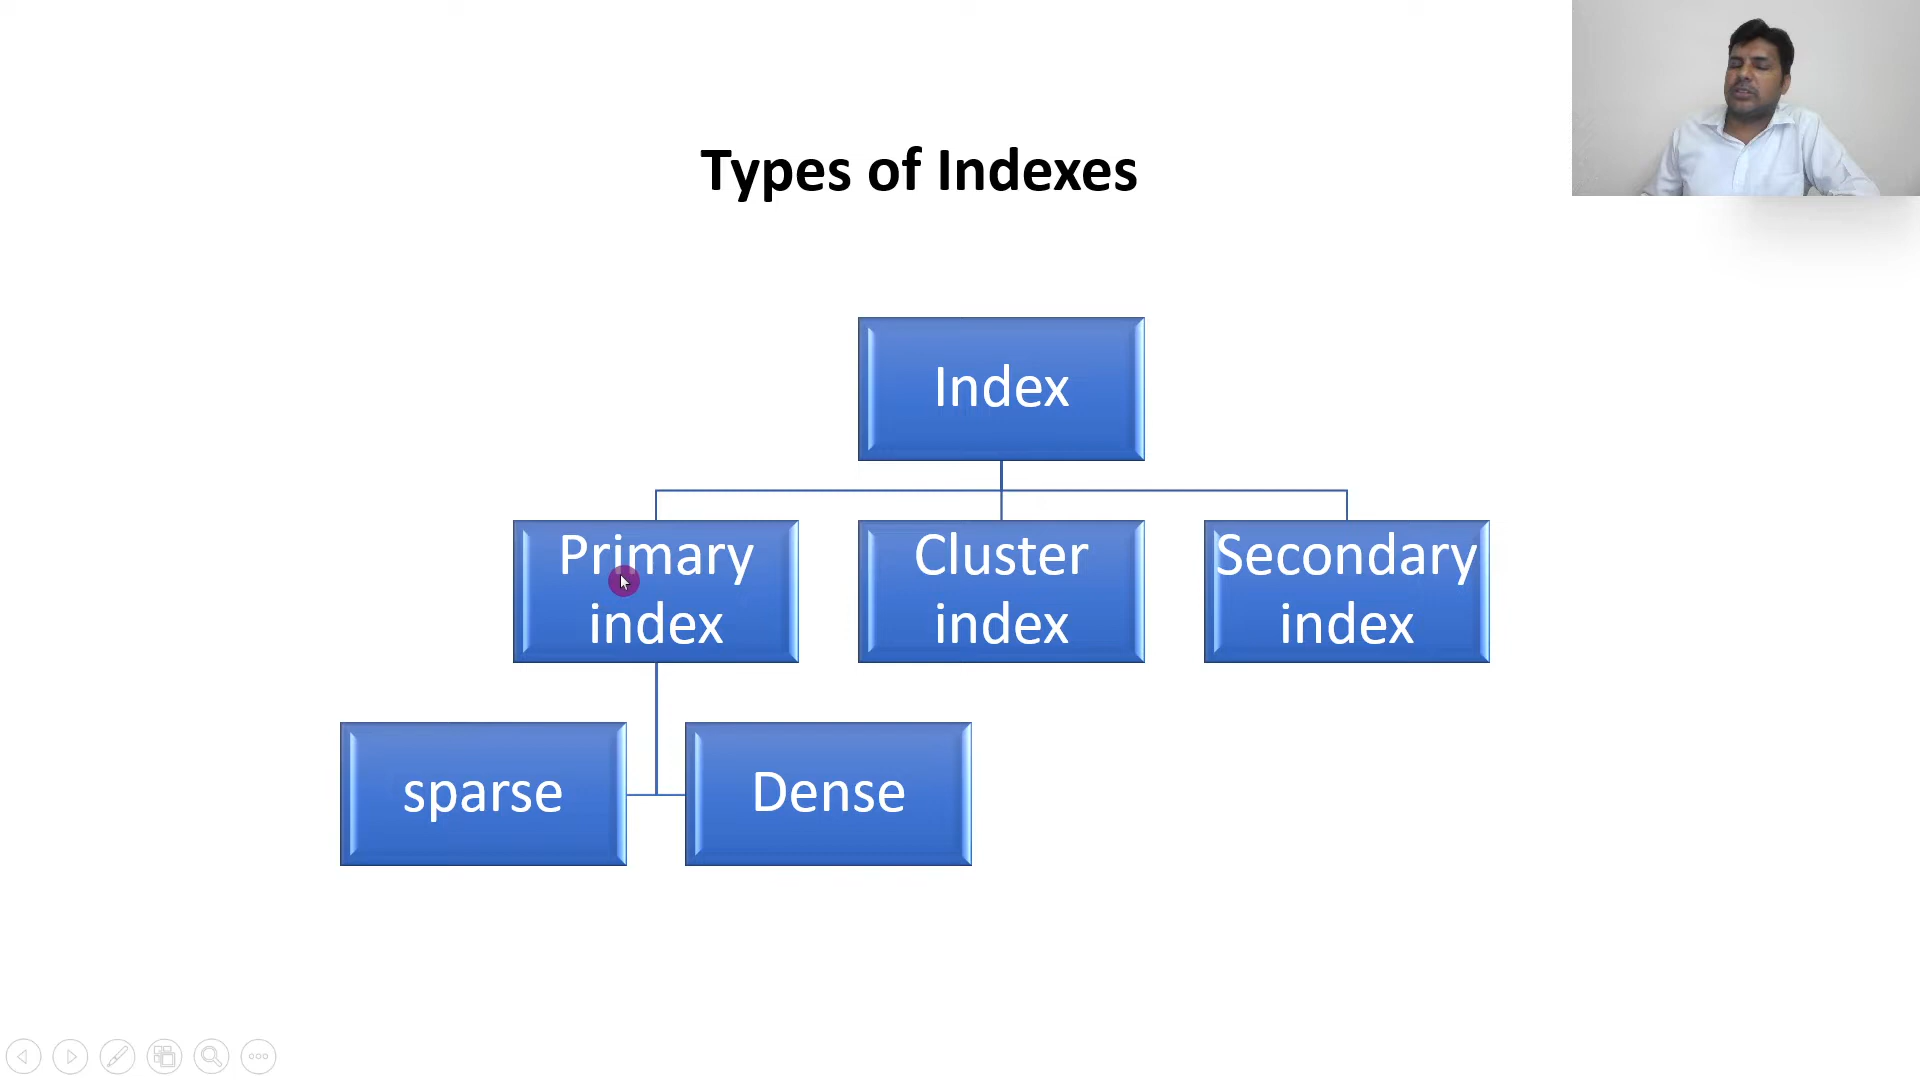 Types of Indexes
Index
Primary
index
Cluster
index
Secondary
index
sparse
Dense